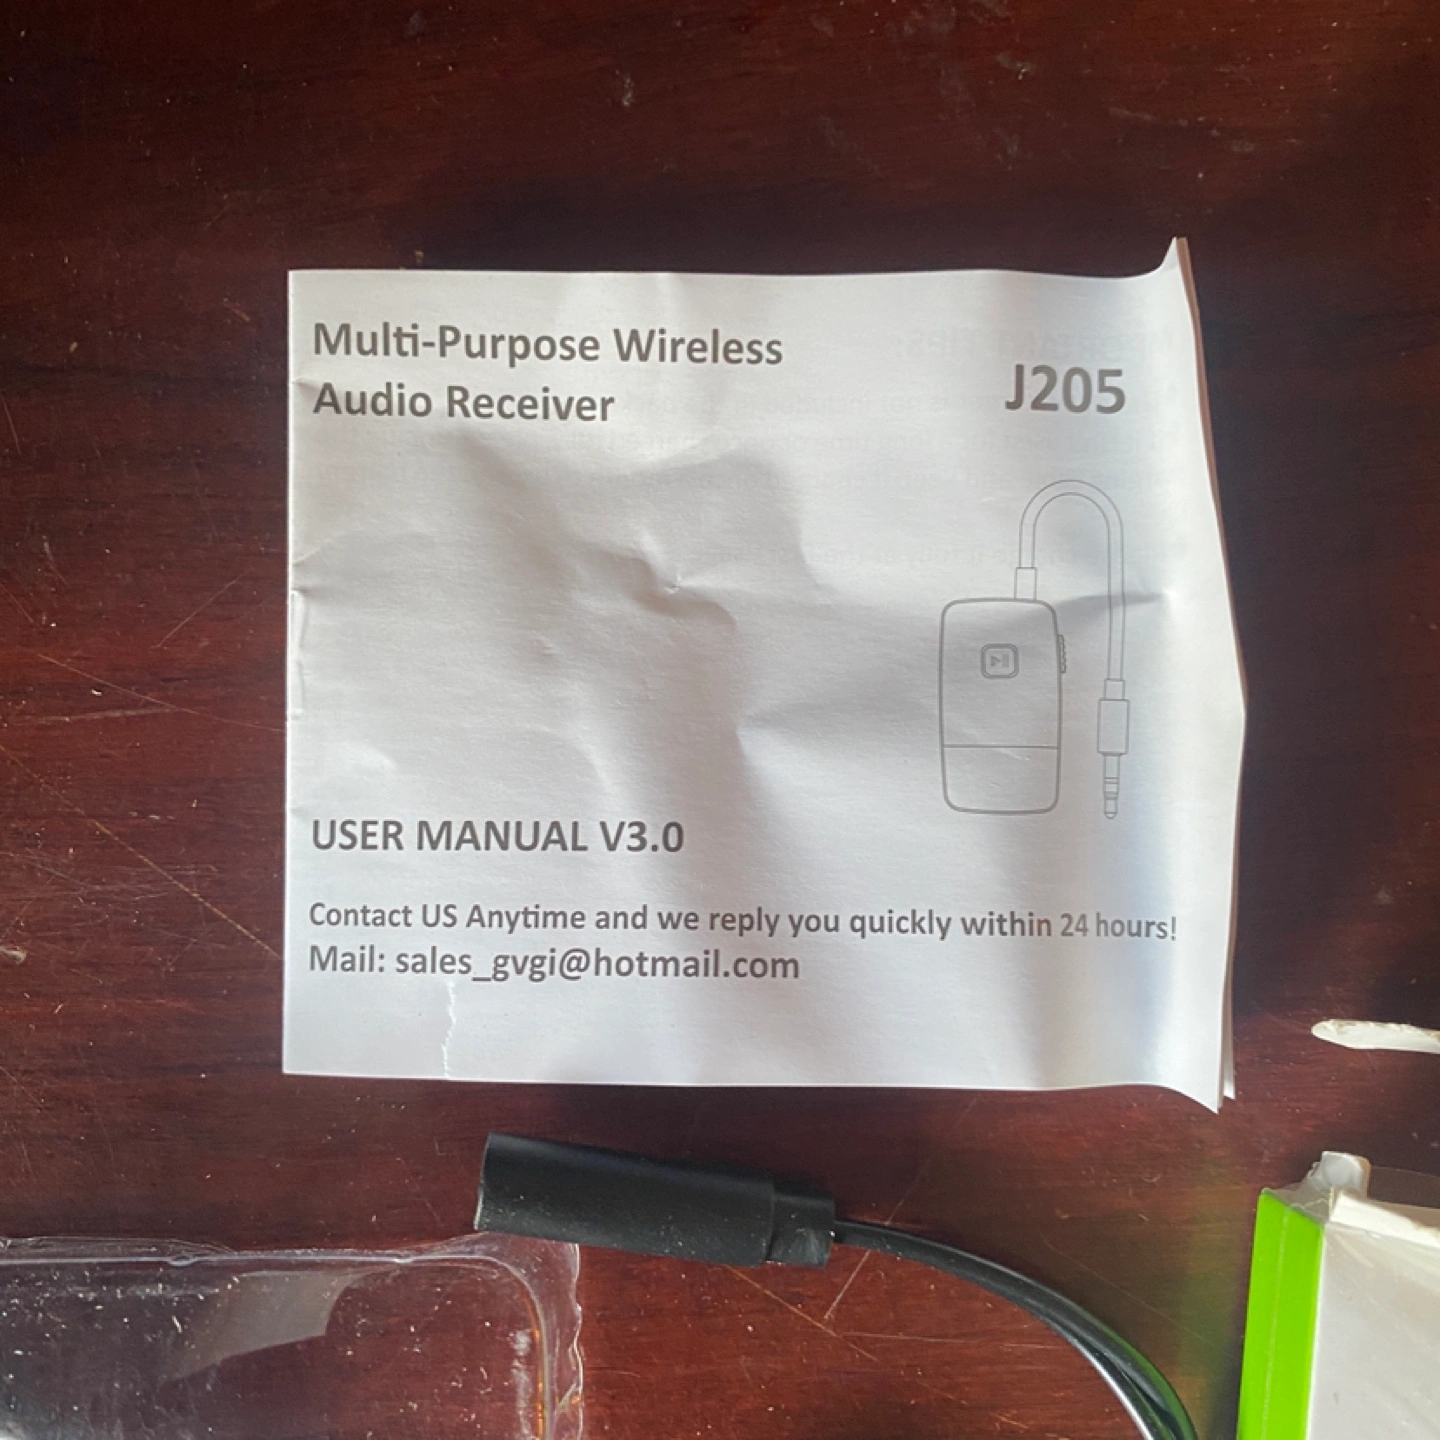 Multi-Purpose Wireless
Audio Receiver
J205
USER MANUAL V3.0
Contact US Anytime and we reply you quickly within 24 hours!
Mail: sales_gvgi@hotmail.com